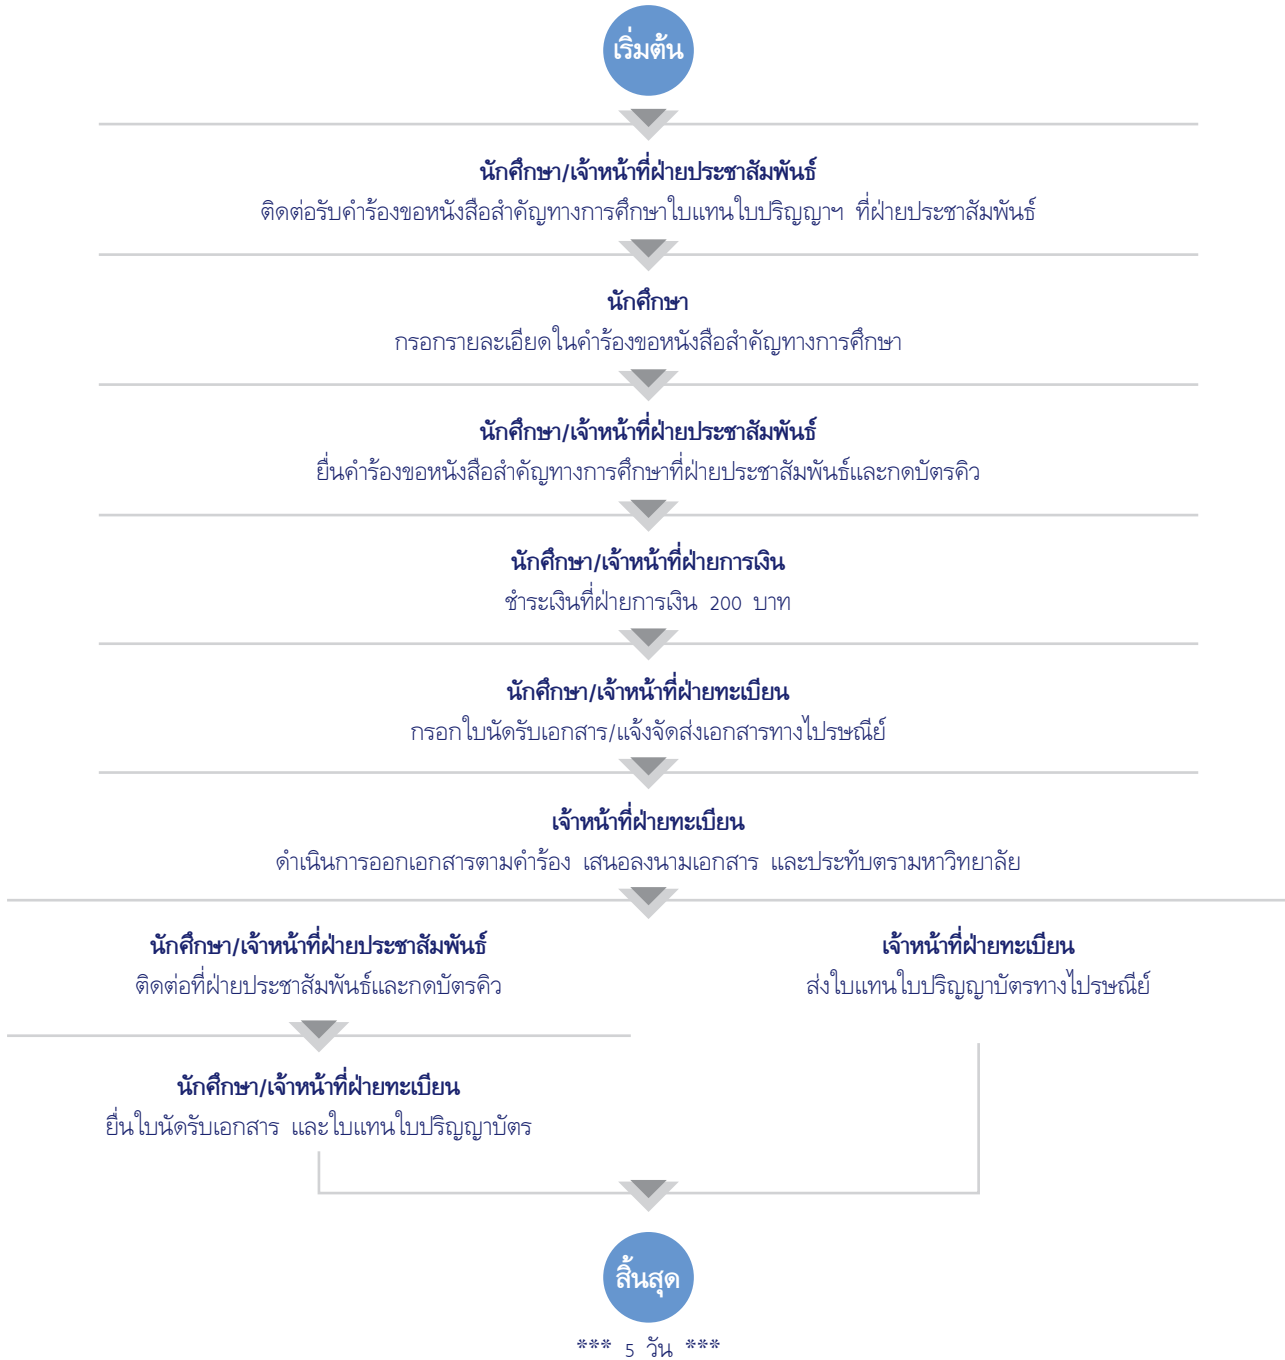 เริ่มต้น
นักศึกษา/เจ้าหน้าที่ฝ่ายประชาสัมพันธ์
ติดต่อรับคำร้องขอหนังสือสำคัญทางการศึกษาใบแทนใบปริญญาฯ ที่ฝ่ายประชาสัมพันธ์
นักศึกษา
กรอกรายละเอียดในคำร้องขอหนังสือสำคัญทางการศึกษา
นักศึกษา/เจ้าหน้าที่ฝ่ายประชาสัมพันธ์
ยื่นคำร้องขอหนังสือสำคัญทางการศึกษาที่ฝ่ายประชาสัมพันธ์และกดบัตรคิว
นักศึกษา/เจ้าหน้าที่ฝ่ายการเงิน
ชำระเงินที่ฝ่ายการเงิน 200 บาท
นักศึกษา/เจ้าหน้าที่ฝ่ายทะเบียน
กรอกใบนัดรับเอกสาร/แจ้งจัดส่งเอกสารทางไปรษณีย์
เจ้าหน้าที่ฝ่ายทะเบียน
ดำเนินการออกเอกสารตามคำร้อง เสนอลงนามเอกสาร และประทับตรามหาวิทยาลัย
นักศึกษา/เจ้าหน้าที่ฝ่ายประชาสัมพันธ์
ติดต่อที่ฝ่ายประชาสัมพันธ์และกดบัตรคิว
เจ้าหน้าที่ฝ่ายทะเบียน
ส่งใบแทนใบปริญญาบัตรทางไปรษณีย์
นักศึกษา/เจ้าหน้าที่ฝ่ายทะเบียน
ยื่นใบนัดรับเอกสาร และใบแทนใบปริญญาบัตร
สิ้นสุด
*** 5 วัน ***